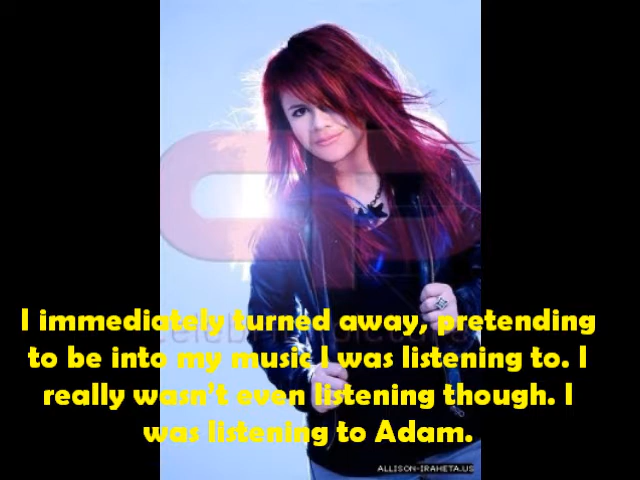 I immediately turned away, pretending
to be into my music I was listening to. I
really wasn't even listening though. I
was listening to Adam.
ALLISON-IRAHETA.US